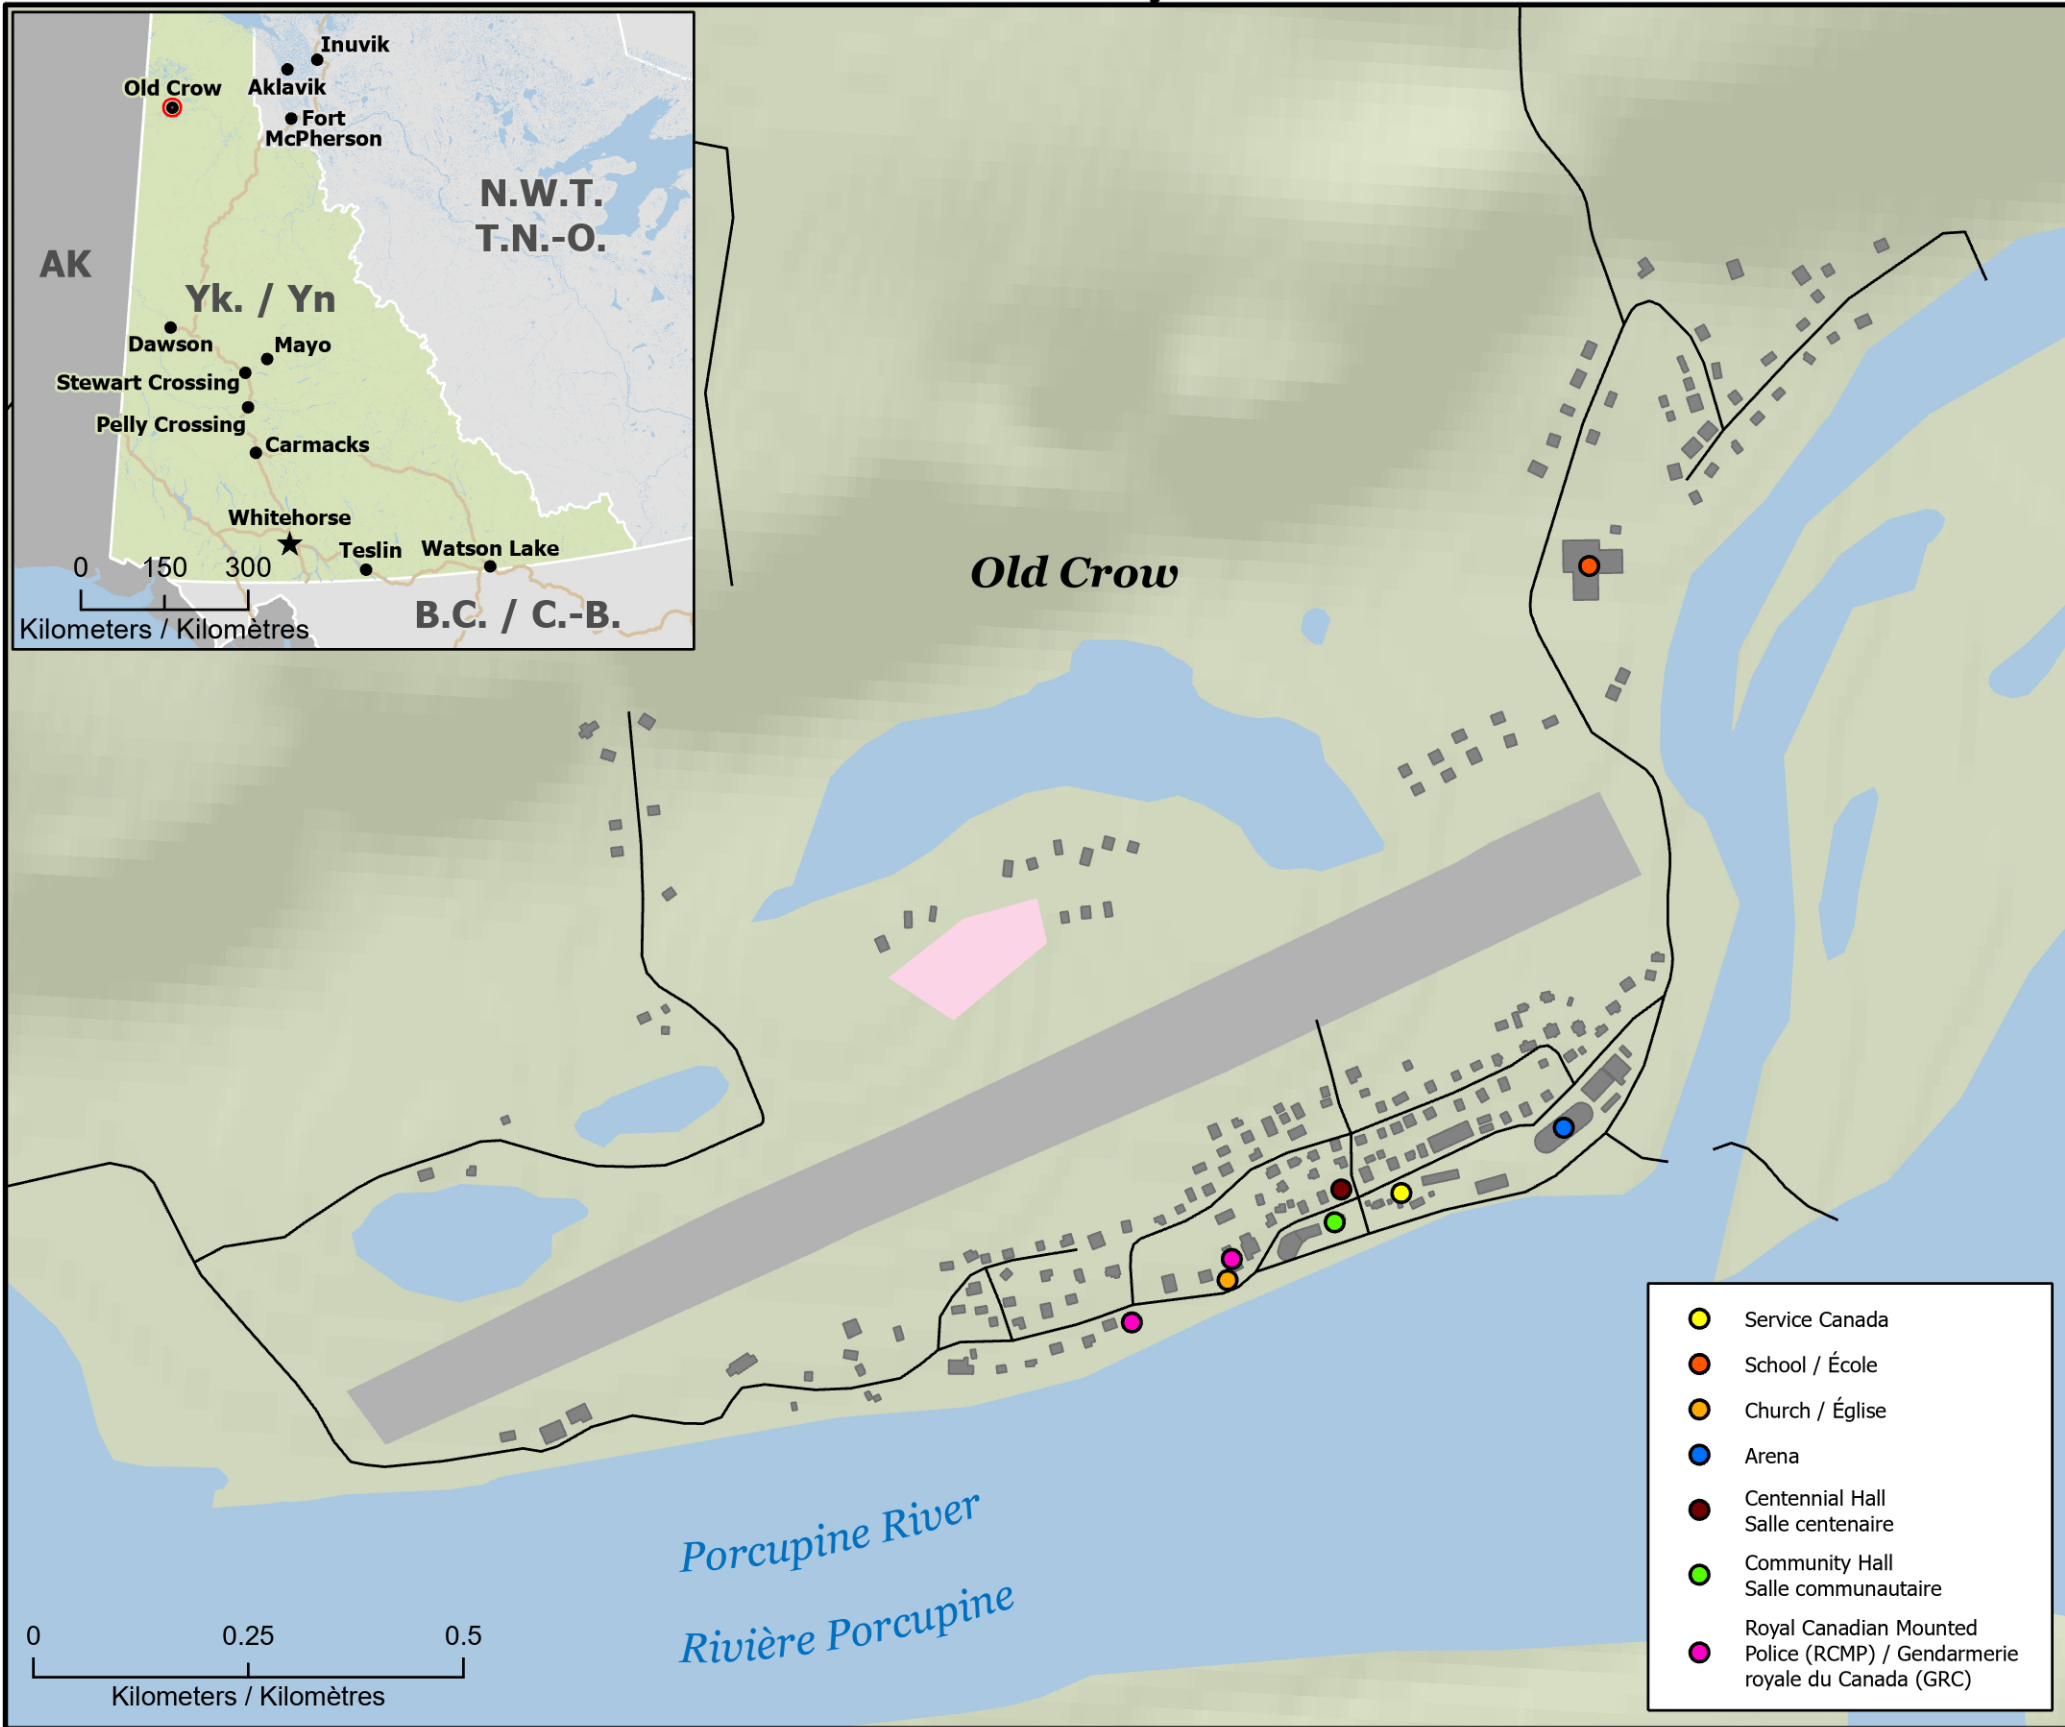 Inuvik
Old Crow
Aklavik
Fort
McPherson
N.W.T.
T.N.-O.
AK
Yk. / Yn
Dawson
Mayo
Stewart Crossing
Pelly Crossing
Carmacks
Whitehorse
Teslin
Watson Lake
0 150 300
Kilometers / Kilomètres
B.C. / C.-B.
Old Crow
Porcupine River
Rivière Porcupine
0 0.25 0.5
Kilometers / Kilomètres
Service Canada
School / École
Church / Église
Arena
Centennial Hall
Salle centenaire
Community Hall
Salle communautaire
Royal Canadian Mounted
Police (RCMP) / Gendarmerie
royale du Canada (GRC)